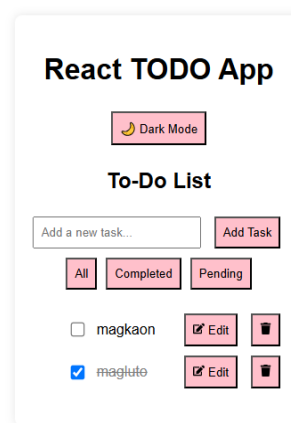 React TODO App
🌙 Dark Mode
To-Do List
Add a new task... Add Task
All Completed Pending
magkaon Edit
magluto Edit